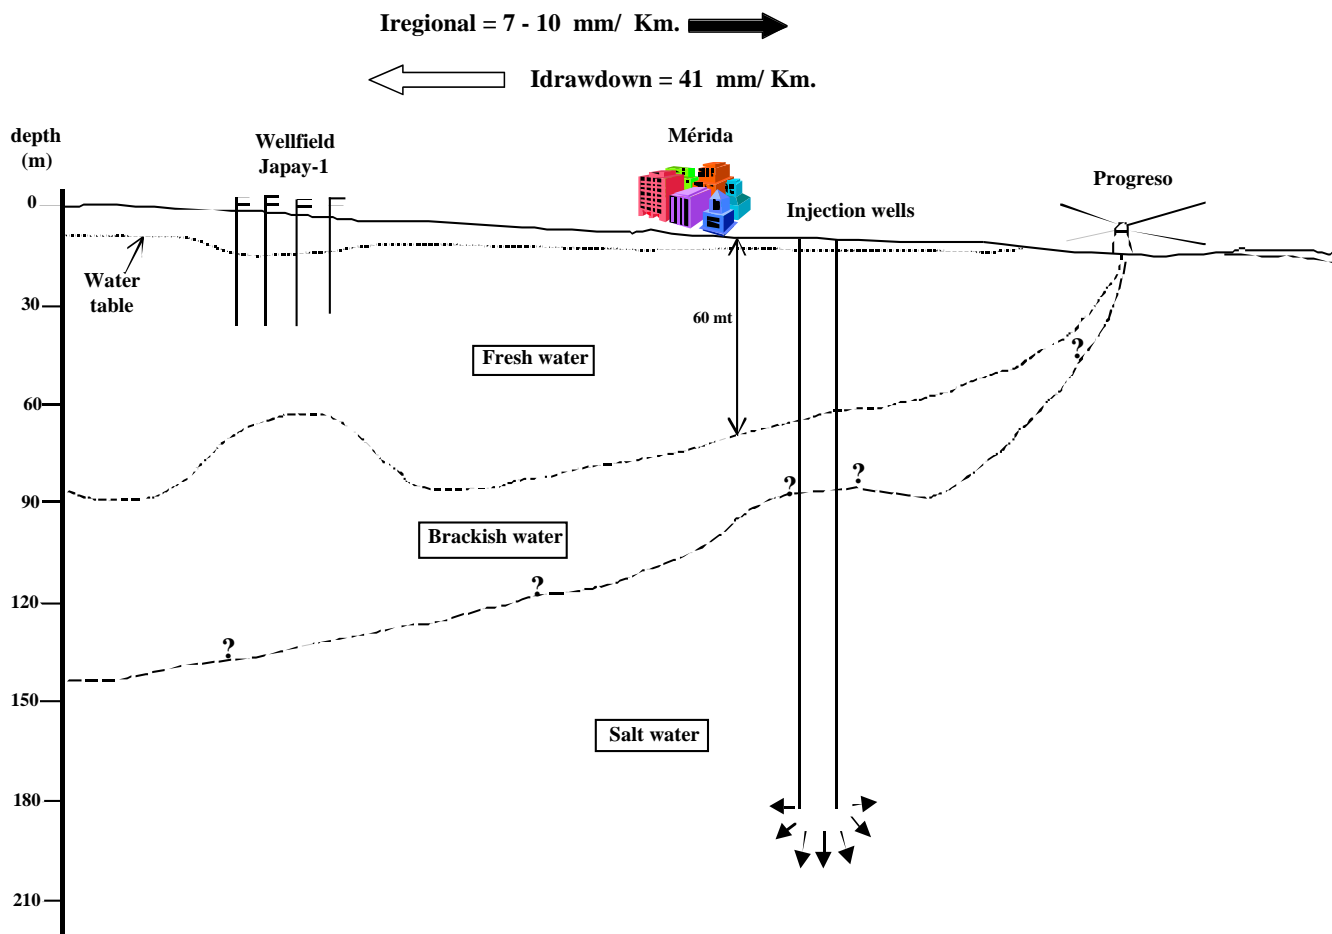 Iregional = 7 - 10 mm/ Km.
Idrawdown = 41 mm/ Km.
depth
(m)
Wellfield
Japay-1
Mérida
Progreso
0
Injection wells
Water
table
30
60 mt
Fresh water
?
60
?
?
90
Brackish water
?
120
?
150
Salt water
180
210